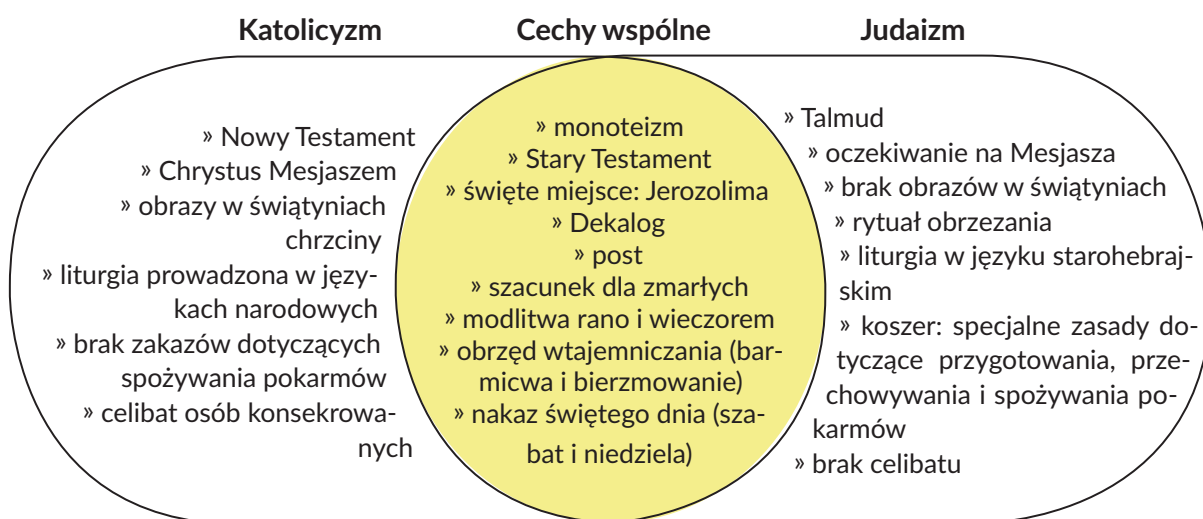 Katolicyzm
» Nowy Testament
» Chrystus Mesjaszem
» obrazy w świątyniach
chrzciny
» liturgia prowadzona w języ-
kach narodowych
» brak zakazów dotyczących
spożywania pokarmów
» celibat osób konsekrowa-
nych
Cechy wspólne
» monoteizm
» Stary Testament
» święte miejsce: Jerozolima
» Dekalog
» post
» szacunek dla zmarłych
» modlitwa rano i wieczorem
» obrzęd wtajemniczania (bar-
micwa i bierzmowanie)
» nakaz świętego dnia (sza-
bat i niedziela)
Judaizm
» Talmud
» oczekiwanie na Mesjasza
» brak obrazów w świątyniach
» rytuał obrzezania
» liturgia w języku starohebraj-
skim
» koszer: specjalne zasady do-
tyczące przygotowania, prze-
chowywania i spożywania po-
karmów
» brak celibatu